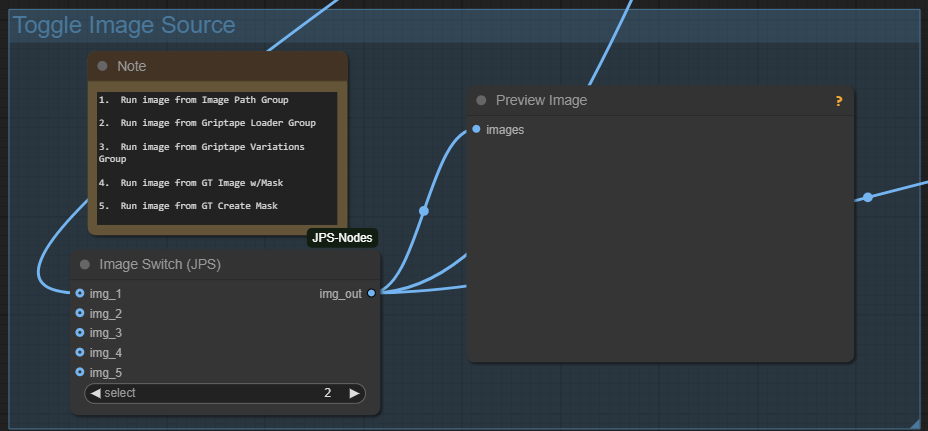 Toggle Image Source
Note
1.  Run image from Image Path Group
2.  Run image from Griptape Loader Group
3.  Run image from Griptape Variations
Group
4.  Run image from GT Image w/Mask
5.  Run image from GT Create Mask
JPS-Nodes
Image Switch (JPS)
img_1
img_out
img_2
img_3
img_4
img_5
select 2
Preview Image
?
images